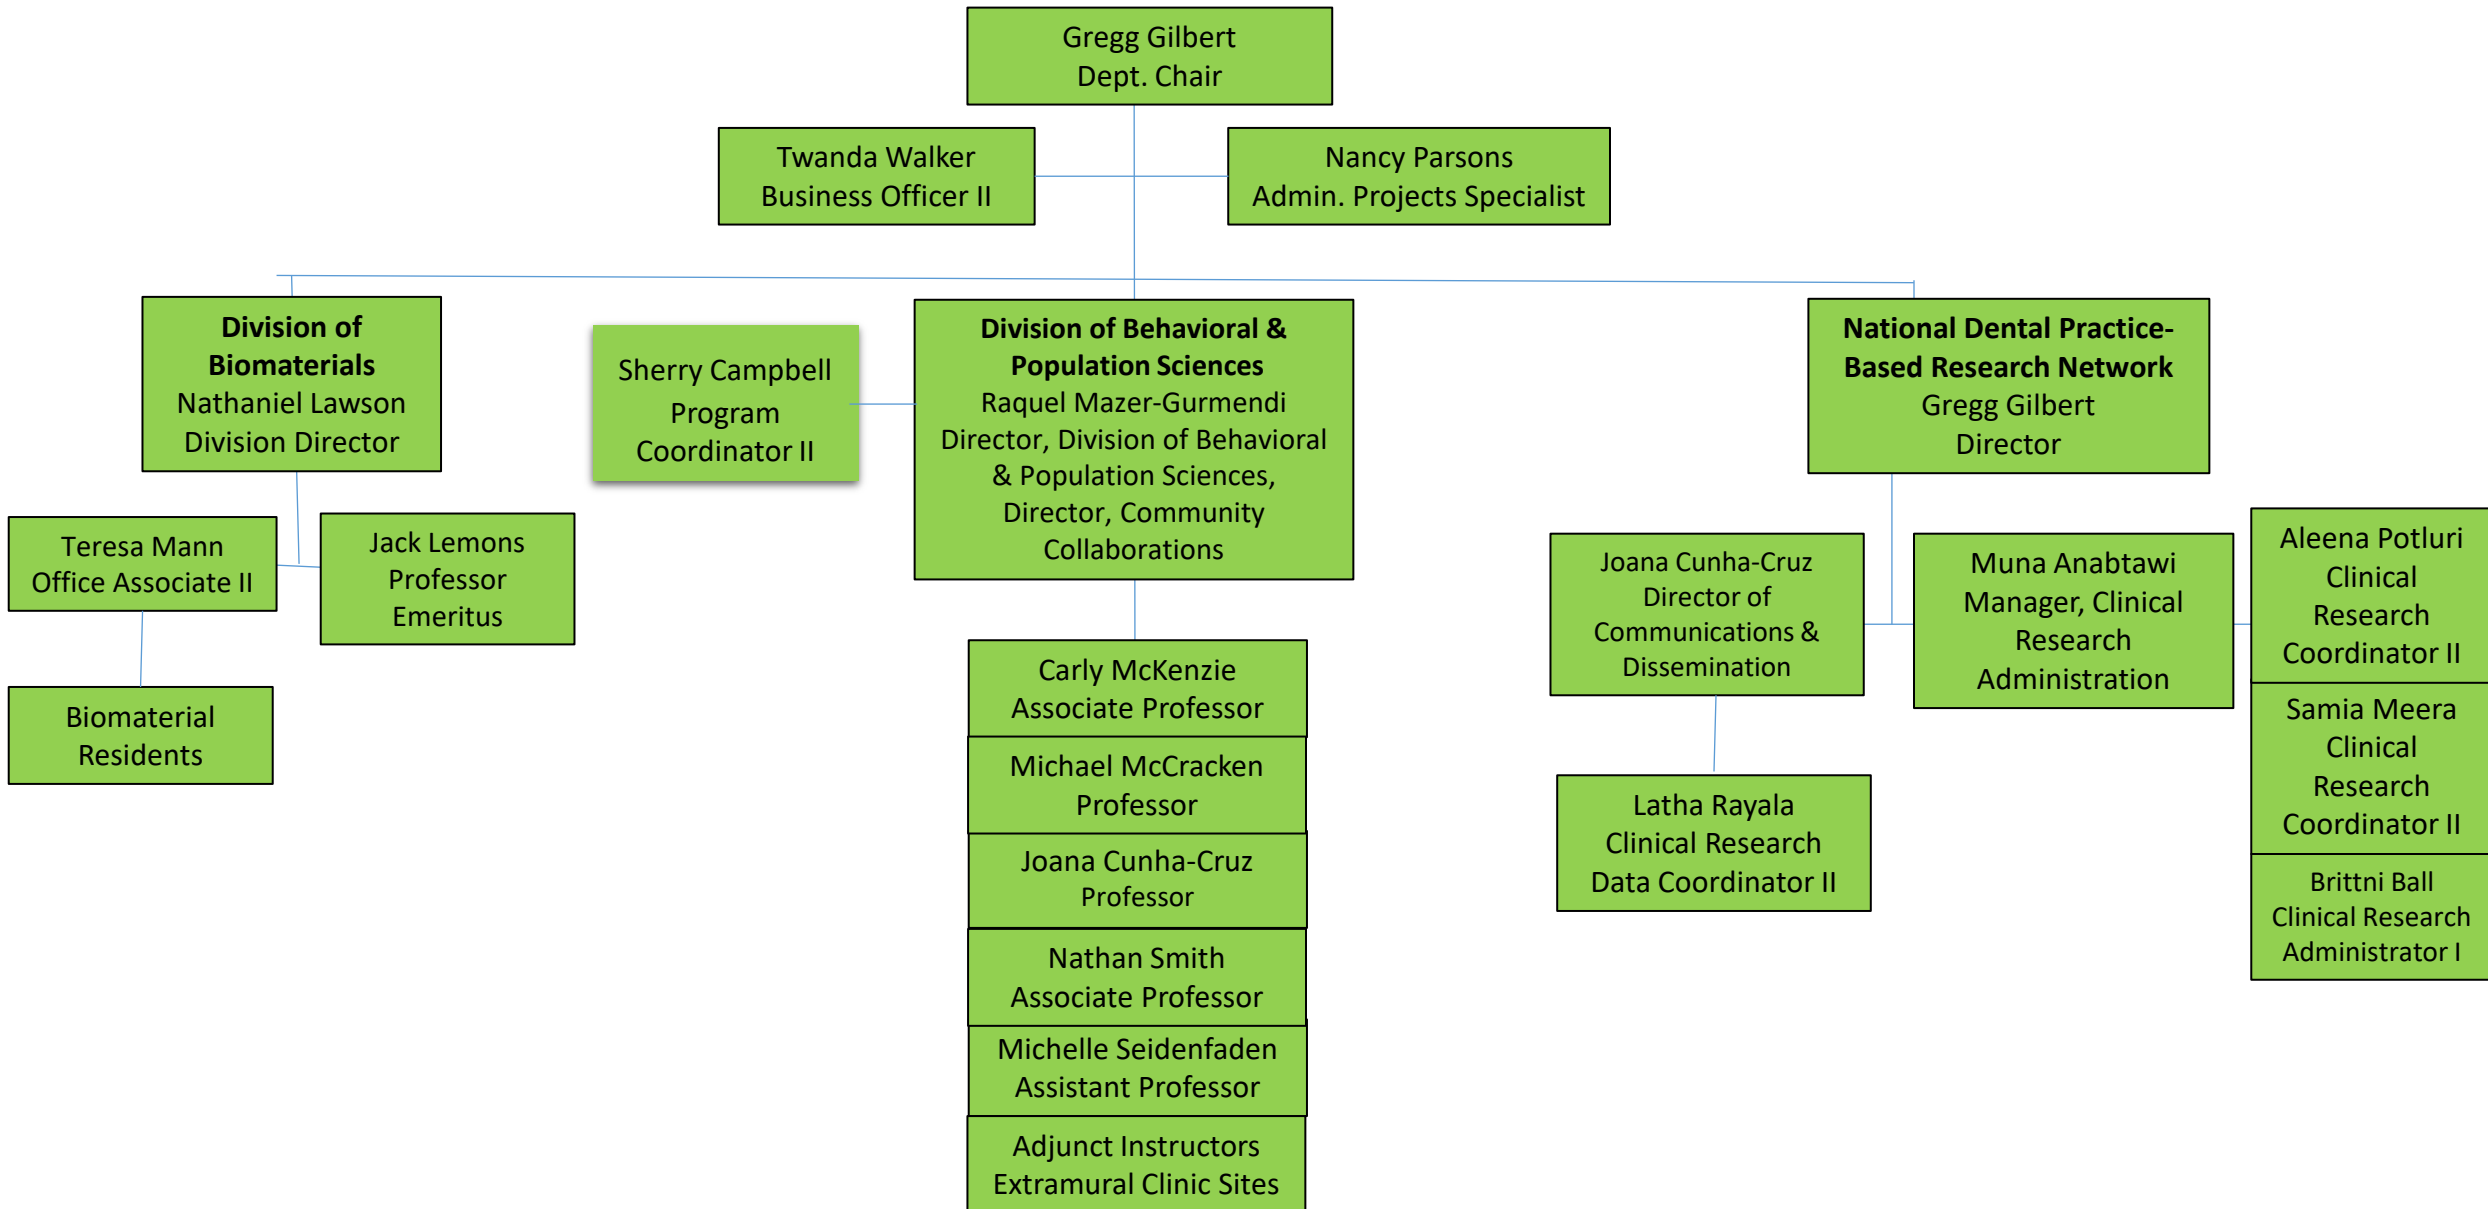 Gregg Gilbert
Dept. Chair
Twanda Walker
Business Officer II
Nancy Parsons
Admin. Projects Specialist
Division of
Biomaterials
Nathaniel Lawson
Division Director
Teresa Mann
Office Associate II
Jack Lemons
Professor
Emeritus
Biomaterial
Residents
Sherry Campbell
Program
Coordinator II
Division of Behavioral &
Population Sciences
Raquel Mazer-Gurmendi
Director, Division of Behavioral
& Population Sciences,
Director, Community
Collaborations
Carly McKenzie
Associate Professor
Michael McCracken
Professor
Joana Cunha-Cruz
Professor
Nathan Smith
Associate Professor
Michelle Seidenfaden
Assistant Professor
Adjunct Instructors
Extramural Clinic Sites
National Dental Practice-
Based Research Network
Gregg Gilbert
Director
Joana Cunha-Cruz
Director of
Communications &
Dissemination
Latha Rayala
Clinical Research
Data Coordinator II
Muna Anabtawi
Manager, Clinical
Research
Administration
Aleena Potluri
Clinical
Research
Coordinator II
Samia Meera
Clinical
Research
Coordinator II
Brittni Ball
Clinical Research
Administrator I